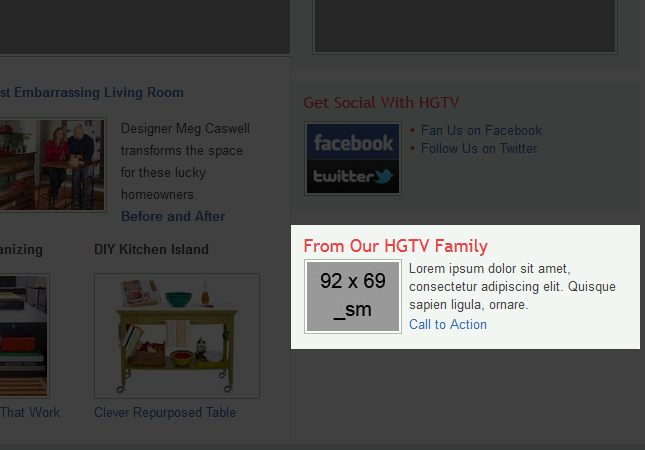 st Embarrassing Living Room
Designer Meg Caswell
transforms the space
for these lucky
homeowners.
Before and After
anizing
DIY Kitchen Island
That Work
Clever Repurposed Table
Get Social With HGTV
facebook
twitter
Fan Us on Facebook
Follow Us on Twitter
From Our HGTV Family
92 x 69
_sm
Lorem ipsum dolor sit amet,
consectetur adipiscing elit. Quisque
sapien ligula, ornare.
Call to Action